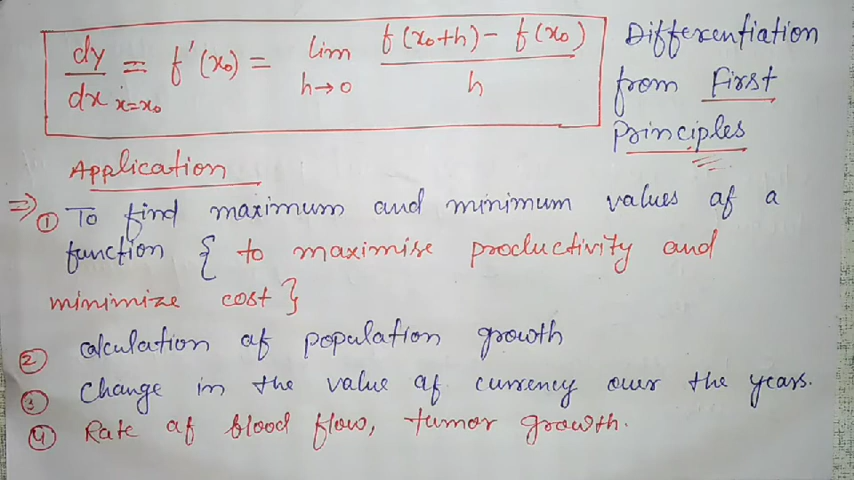 dy/dx x=x₀ = f'(x₀) = lim h→0 f(x₀+h) - f(x₀) / h
Differentiation
from First
Principles
Application
⇒ ① To find maximum and minimum values of a
function { to maximise productivity and
minimize cost }
② calculation of population growth
③ change in the value of currency over the years.
④ Rate of blood flow, tumor growth.